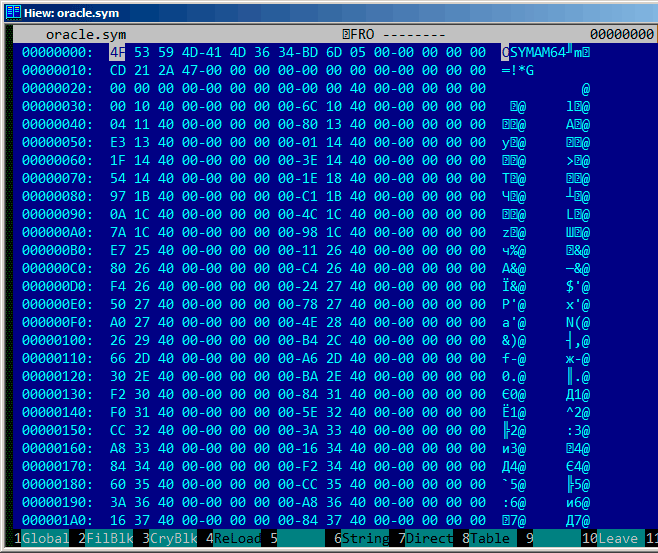 Hiew: oracle.sym
oracle.sym FRO -------- 00000000
00000000: 4F 53 59 4D-41 4D 36 34-BD 6D 05 00-00 00 00 00 OSYMAM64╜m
00000010: CD 21 2A 47-00 00 00 00-00 00 00 00-00 00 00 00 =!*G
00000020: 00 00 00 00-00 00 00 00-00 00 00 40 00 00 00 00 @
00000030: 00 10 40 00-00 00 00 00-6C 10 40 00-00 00 00 00 @ l@
00000040: 04 11 40 00-00 00 00 00-80 13 40 00-00 00 00 00 @ А@
00000050: E3 13 40 00-00 00 00 00-01 14 40 00-00 00 00 00 у@ @
00000060: 1F 14 40 00-00 00 00 00-3E 14 40 00-00 00 00 00 @ >@
00000070: 54 14 40 00-00 00 00 00-1E 18 40 00-00 00 00 00 T@ @
00000080: 97 1B 40 00-00 00 00 00-C1 1B 40 00-00 00 00 00 Ч@ ┴@
00000090: 0A 1C 40 00-00 00 00 00-4C 1C 40 00-00 00 00 00 @ L@
000000A0: 7A 1C 40 00-00 00 00 00-98 1C 40 00-00 00 00 00 z@ Ш@
000000B0: E7 25 40 00-00 00 00 00-11 26 40 00-00 00 00 00 ч%@ &@
000000C0: 80 26 40 00-00 00 00 00-C4 26 40 00-00 00 00 00 А&@ ─&@
000000D0: F4 26 40 00-00 00 00 00-24 27 40 00-00 00 00 00 Ї&@ $'@
000000E0: 50 27 40 00-00 00 00 00-78 27 40 00-00 00 00 00 P'@ x'@
000000F0: A0 27 40 00-00 00 00 00-4E 28 40 00-00 00 00 00 а'@ N(@
00000100: 26 29 40 00-00 00 00 00-B4 2C 40 00-00 00 00 00 &)@ ┤,@
00000110: 66 2D 40 00-00 00 00 00-A6 2D 40 00-00 00 00 00 f-@ ж-@
00000120: 30 2E 40 00-00 00 00 00-BA 2E 40 00-00 00 00 00 0.@ ║.@
00000130: F2 30 40 00-00 00 00 00-84 31 40 00-00 00 00 00 Є0@ Д1@
00000140: F0 31 40 00-00 00 00 00-5E 32 40 00-00 00 00 00 Ё1@ ^2@
00000150: CC 32 40 00-00 00 00 00-3A 33 40 00-00 00 00 00 ╠2@ :3@
00000160: A8 33 40 00-00 00 00 00-16 34 40 00-00 00 00 00 и3@ 4@
00000170: 84 34 40 00-00 00 00 00-F2 34 40 00-00 00 00 00 Д4@ Є4@
00000180: 60 35 40 00-00 00 00 00-CC 35 40 00-00 00 00 00 `5@ ╠5@
00000190: 3A 36 40 00-00 00 00 00-A8 36 40 00-00 00 00 00 :6@ и6@
000001A0: 16 37 40 00-00 00 00 00-84 37 40 00-00 00 00 00 7@ Д7@
1Global 2FilBlk 3CryBlk 4ReLoad 5 6String 7Direct 8Table 9 10Leave 11